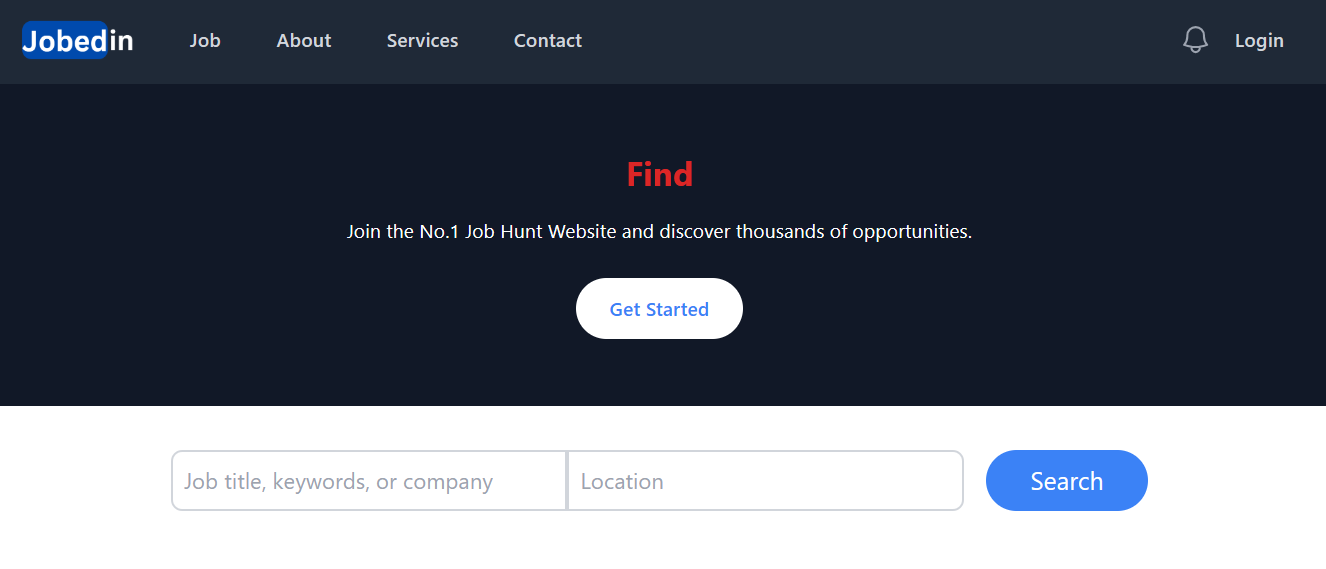 Jobedin Job About Services Contact Login
Find
Join the No.1 Job Hunt Website and discover thousands of opportunities.
Get Started
Job title, keywords, or company Location Search